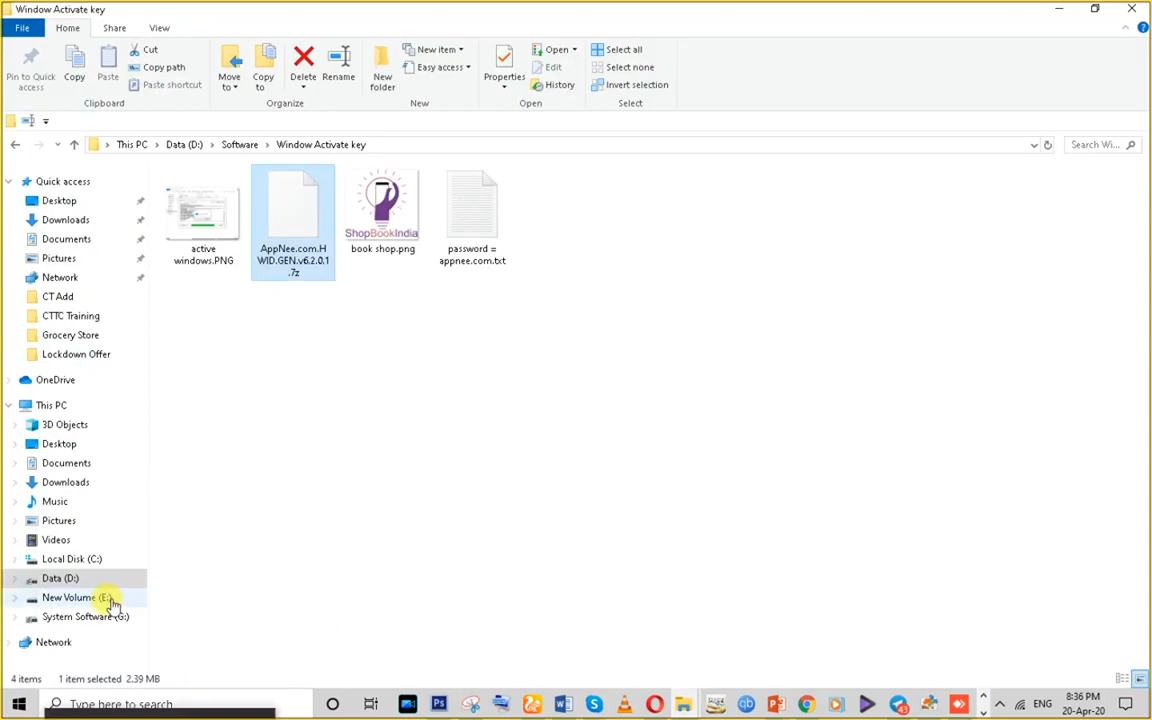 Window Activate key
File Home Share View
Pin to Quick access
Copy
Paste
Cut
Copy path
Paste shortcut
Clipboard
Move to
Copy to
Delete
Rename
Organize
New folder
New item
Easy access
New
Properties
Open
Edit
History
Open
Select all
Select none
Invert selection
Select
This PC > Data (D:) > Software > Window Activate key
Search Wi...
Quick access
Desktop
Downloads
Documents
Pictures
Network
CT Add
CTTC Training
Grocery Store
Lockdown Offer
OneDrive
This PC
3D Objects
Desktop
Documents
Downloads
Music
Pictures
Videos
Local Disk (C:)
Data (D:)
New Volume (E:)
System Software (G:)
Network
active
windows.PNG
AppNee.com.H
WID.GEN.v6.2.0.1
.7z
ShopBookIndia
book shop.png
password =
appnee.com.txt
4 items 1 item selected 2.39 MB
Type here to search
Ps
W
S
qb
P
43
ENG
8:36 PM
20-Apr-20